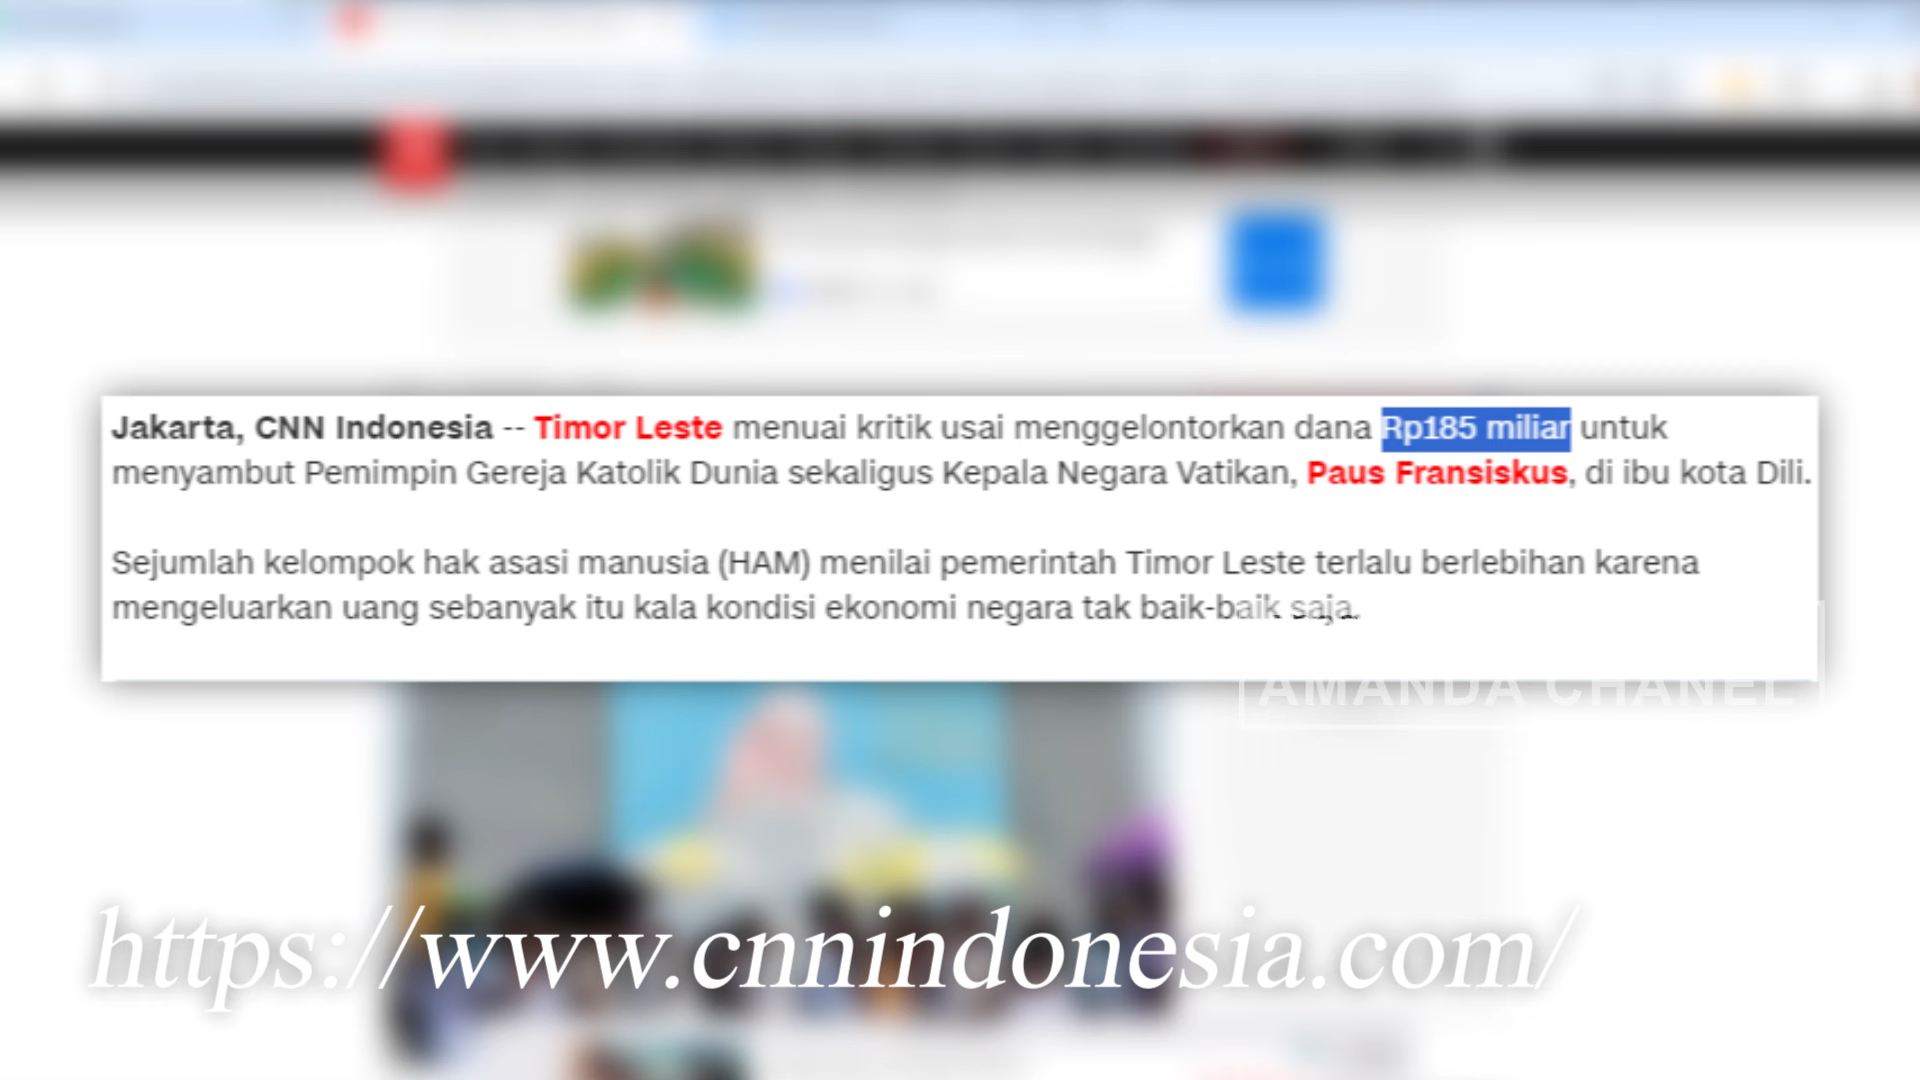 Jakarta, CNN Indonesia -- Timor Leste menuai kritik usai menggelontorkan dana Rp185 miliar untuk
menyambut Pemimpin Gereja Katolik Dunia sekaligus Kepala Negara Vatikan, Paus Fransiskus, di ibu kota Dili.
Sejumlah kelompok hak asasi manusia (HAM) menilai pemerintah Timor Leste terlalu berlebihan karena
mengeluarkan uang sebanyak itu kala kondisi ekonomi negara tak baik-baik saja.
AMANDA CHANEL
https://www.cnnindonesia.com/